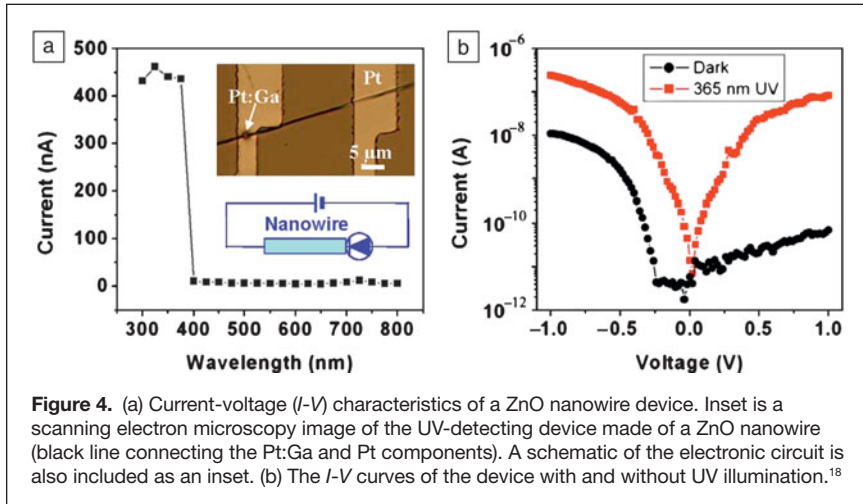 a
500
400
300
200
100
0
Current (nA)
300 400 500 600 700 800
Wavelength (nm)
Pt:Ga
Pt
5 μm
Nanowire
b
10⁻⁶
10⁻⁸
10⁻¹⁰
10⁻¹²
Current (A)
Dark
365 nm UV
–1.0 –0.5 0.0 0.5 1.0
Voltage (V)
Figure 4. (a) Current-voltage (I-V) characteristics of a ZnO nanowire device. Inset is a
scanning electron microscopy image of the UV-detecting device made of a ZnO nanowire
(black line connecting the Pt:Ga and Pt components). A schematic of the electronic circuit is
also included as an inset. (b) The I-V curves of the device with and without UV illumination.¹⁸